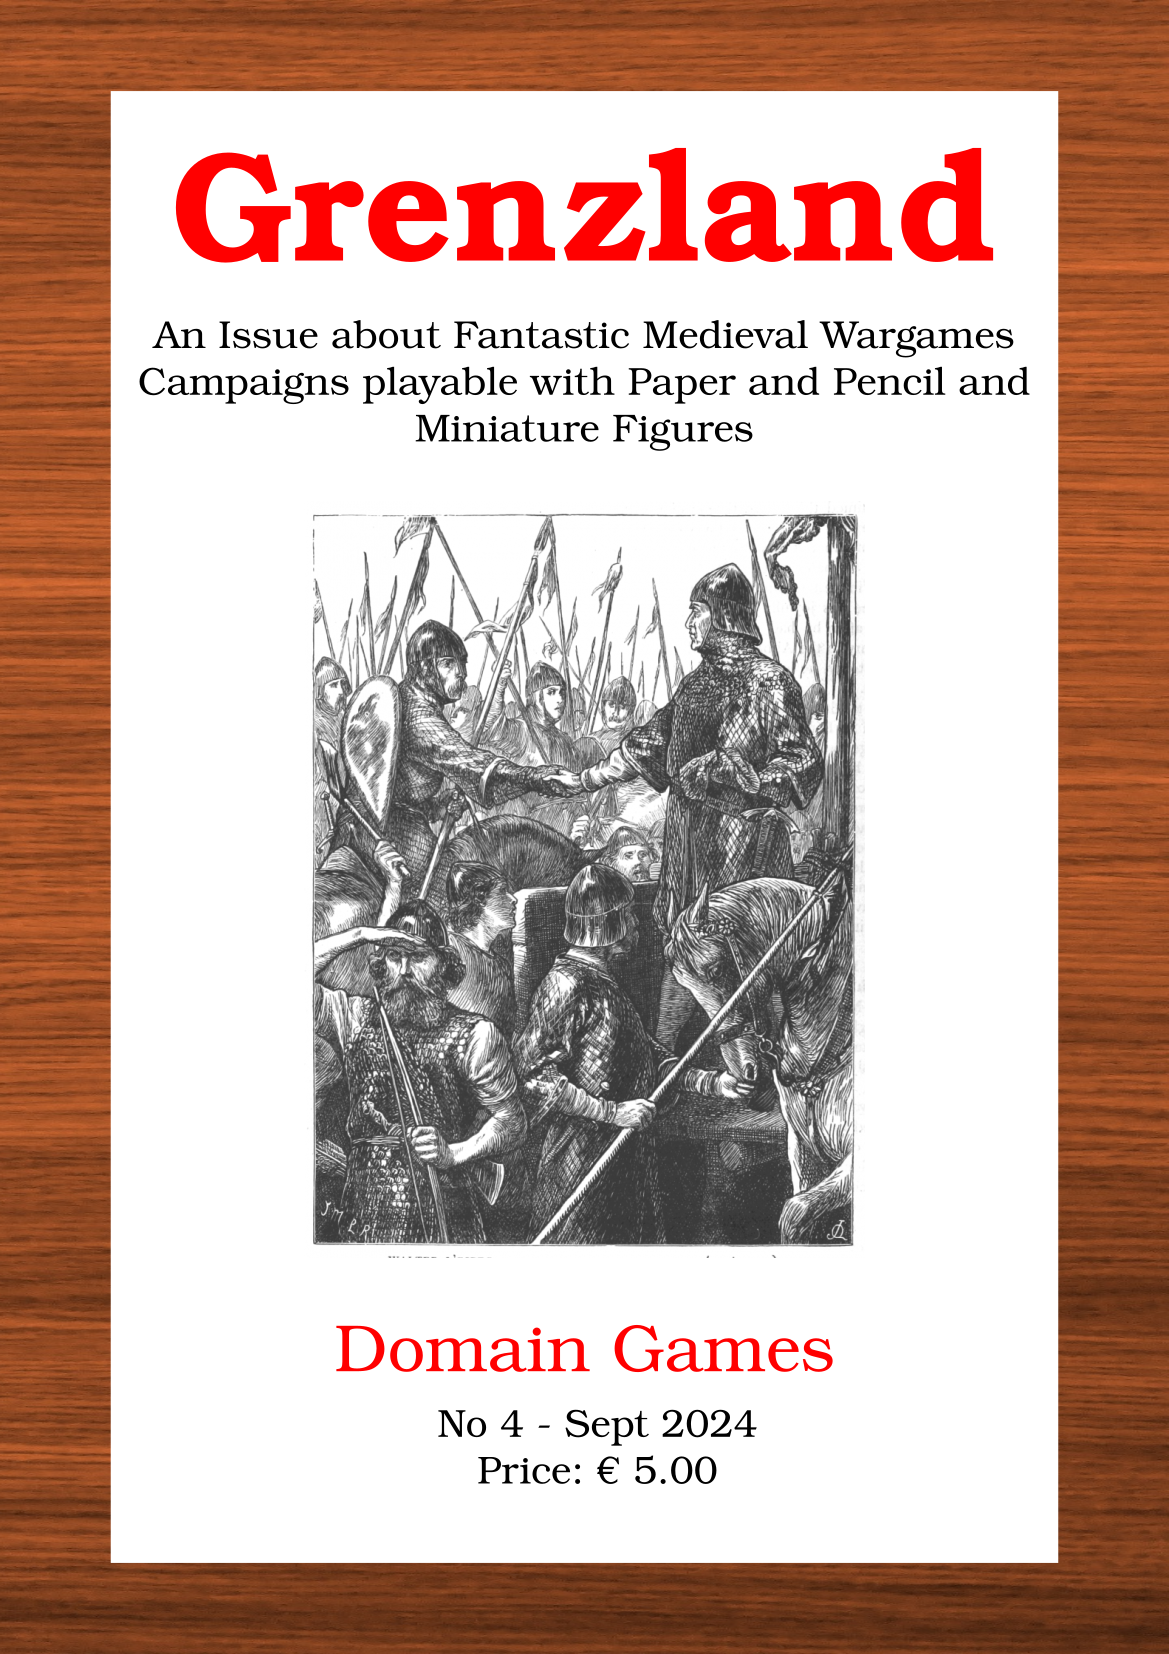 Grenzland
An Issue about Fantastic Medieval Wargames
Campaigns playable with Paper and Pencil and
Miniature Figures
Domain Games
No 4 - Sept 2024
Price: € 5.00